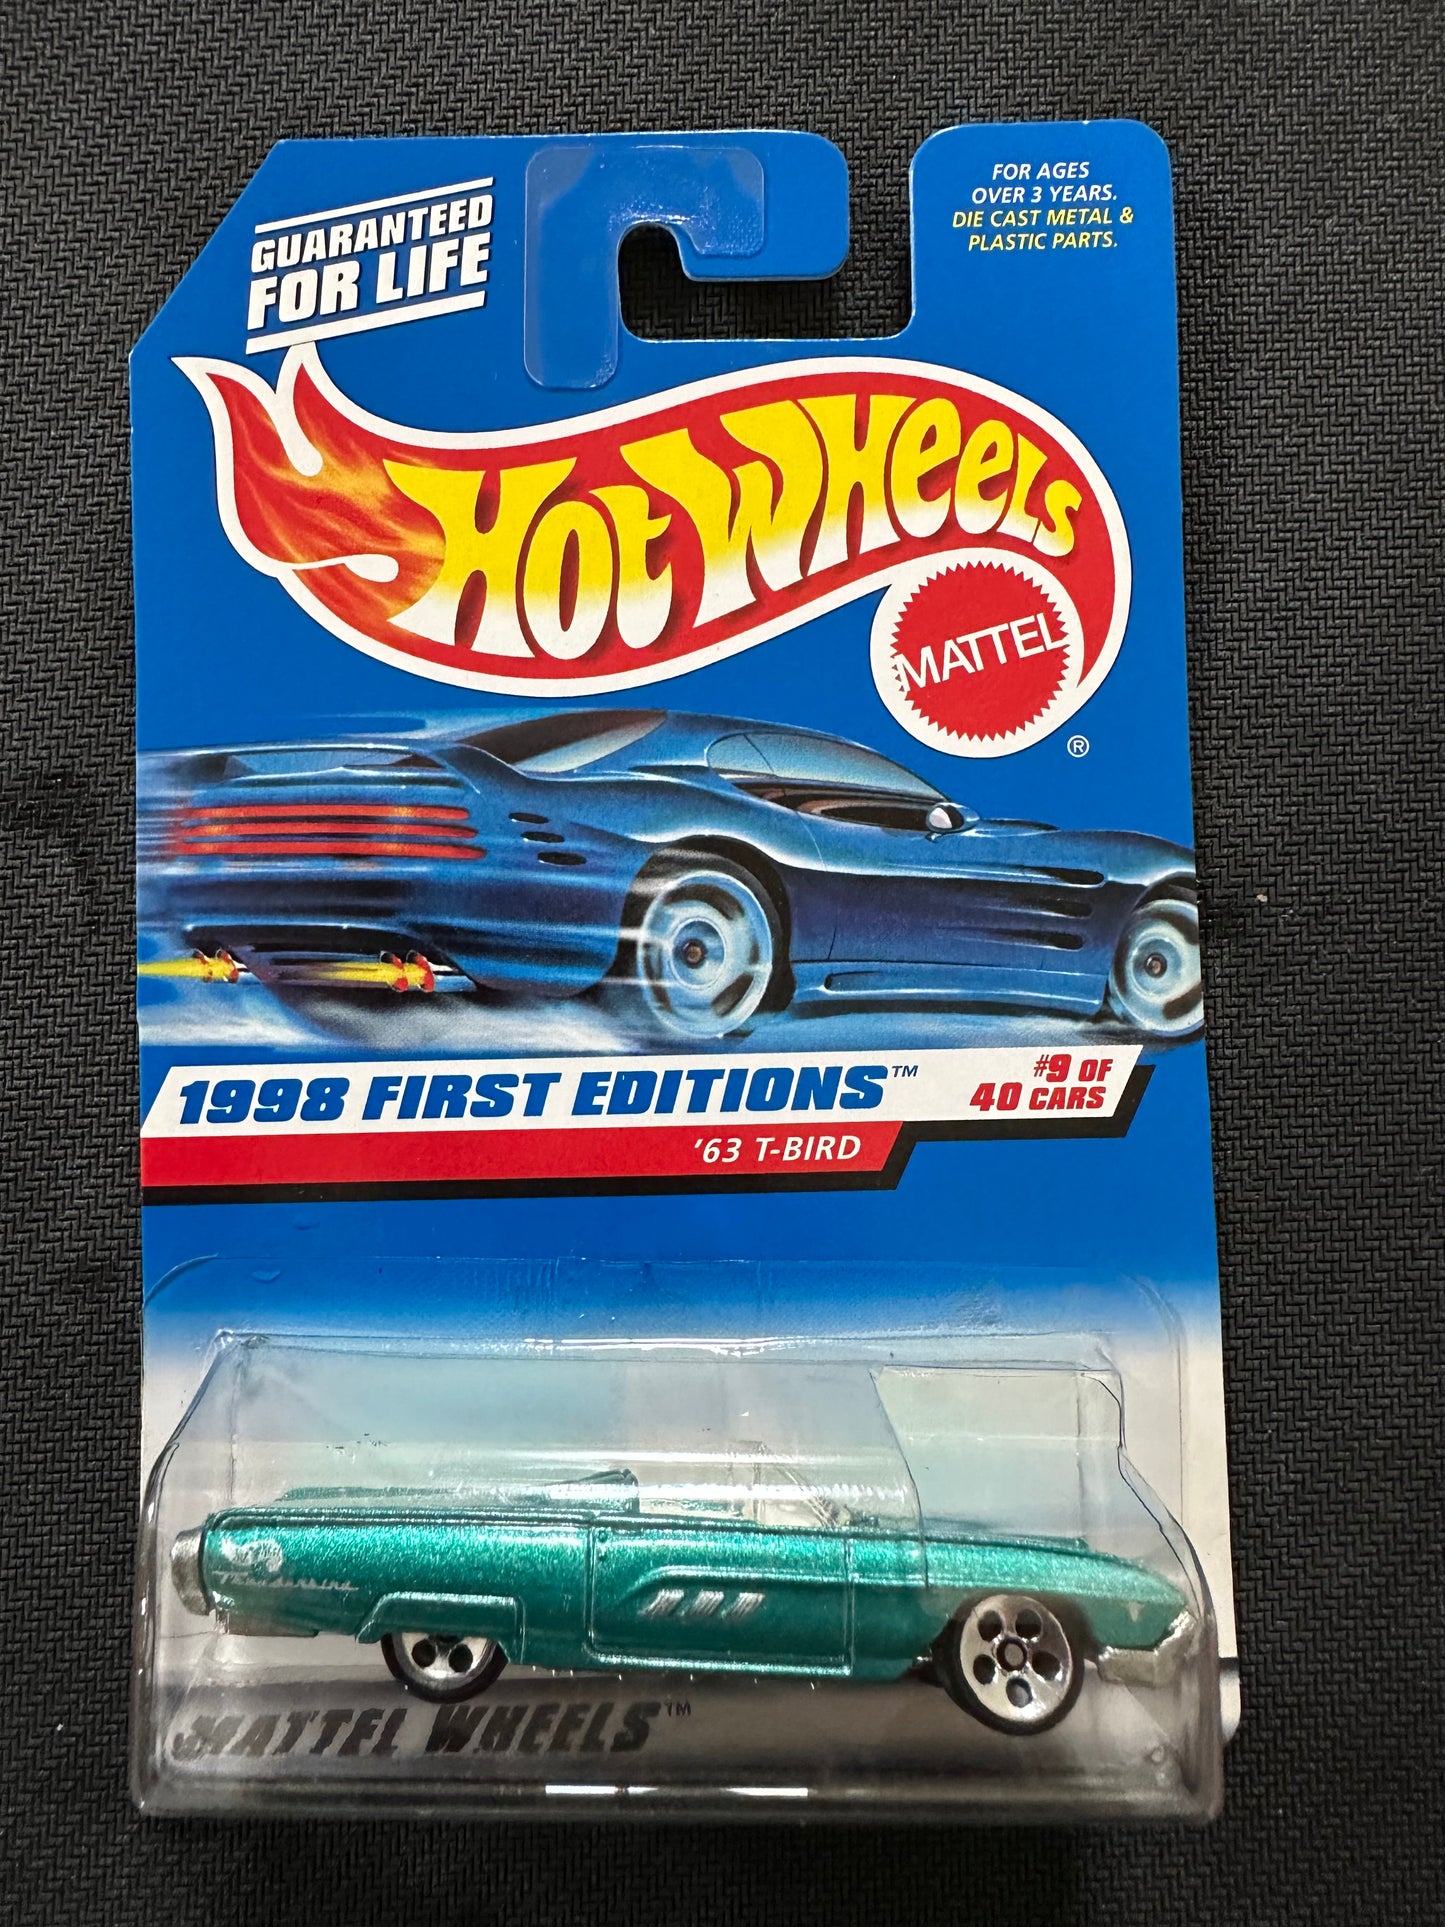 GUARANTEED
FOR LIFE
FOR AGES
OVER 3 YEARS.
DIE CAST METAL &
PLASTIC PARTS.
HOT WHEELS
MATTEL
®
1998 FIRST EDITIONS™
#9 OF
40 CARS
'63 T-BIRD
Thunderbird
MATTEL WHEELS™